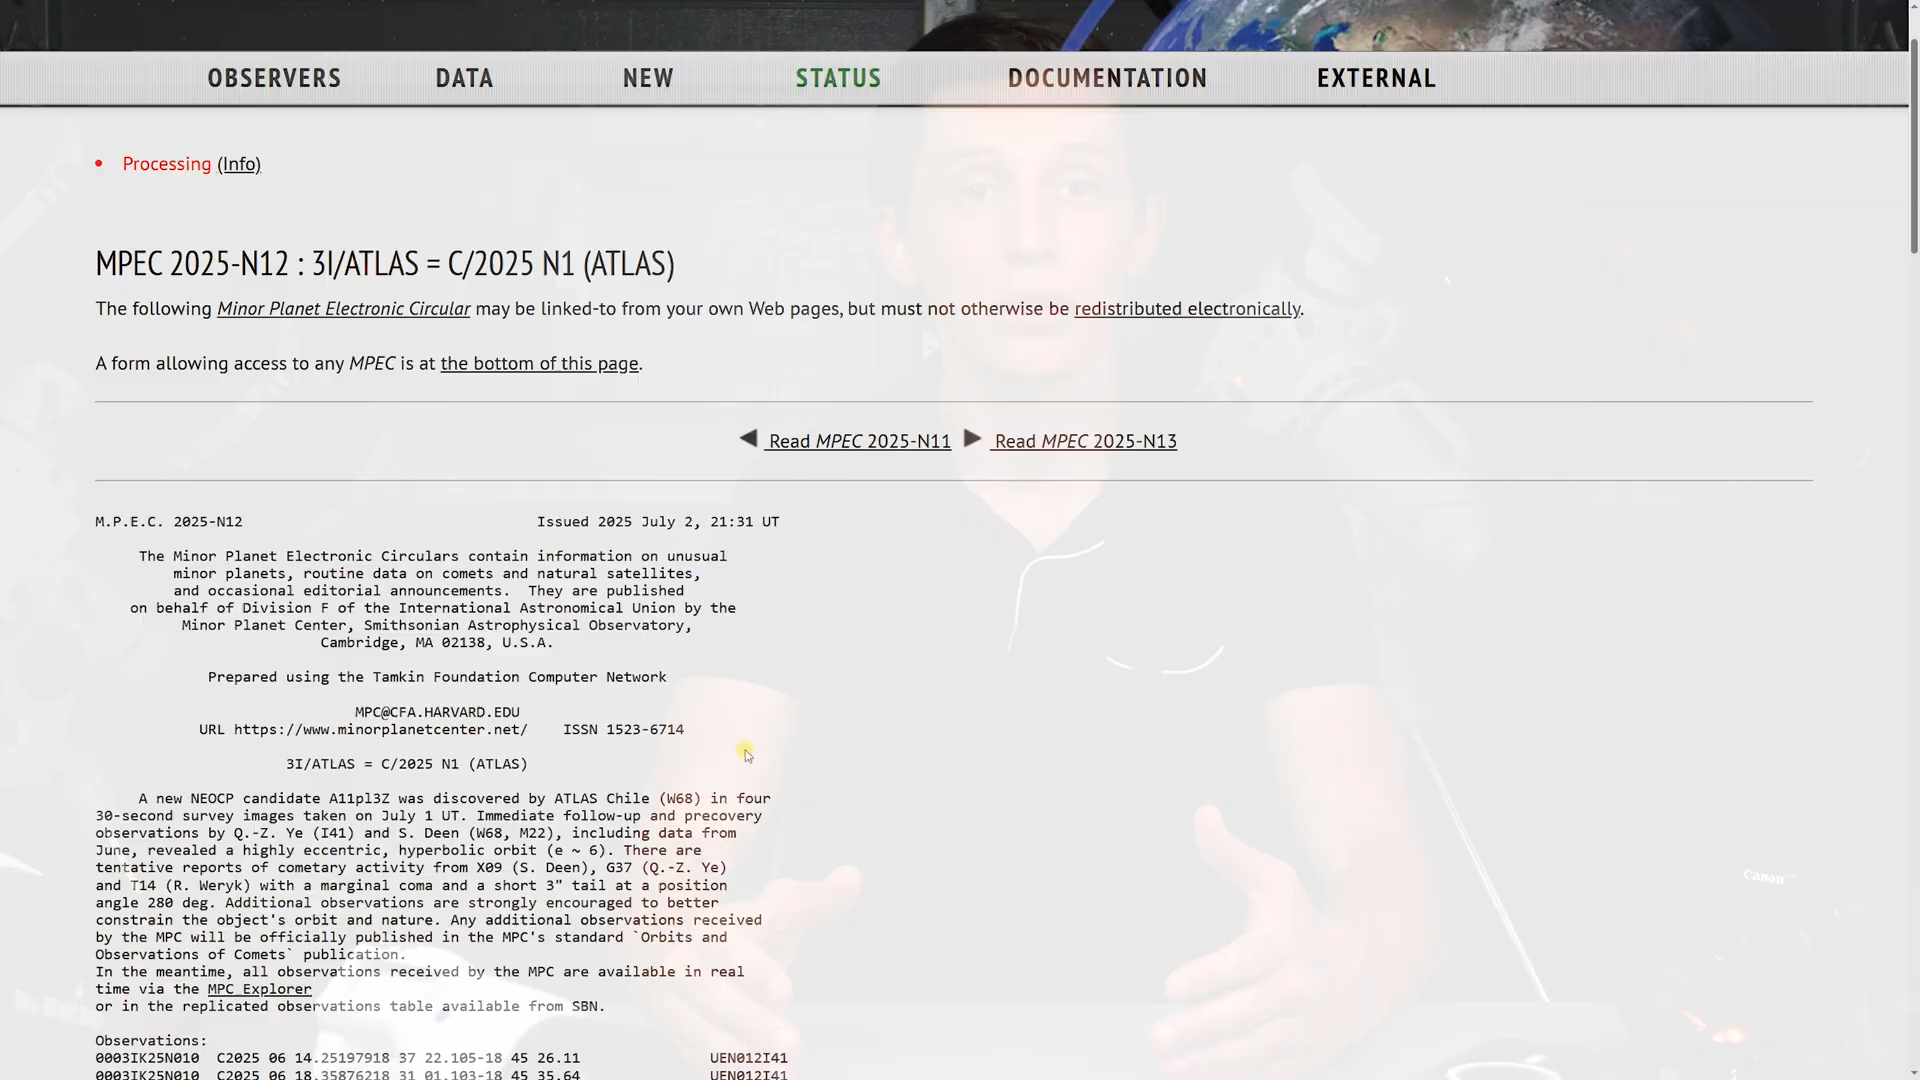 OBSERVERS DATA NEW STATUS DOCUMENTATION EXTERNAL
Processing (Info)
MPEC 2025-N12 : 3I/ATLAS = C/2025 N1 (ATLAS)
The following Minor Planet Electronic Circular may be linked-to from your own Web pages, but must not otherwise be redistributed electronically.
A form allowing access to any MPEC is at the bottom of this page.
Read MPEC 2025-N11 Read MPEC 2025-N13
M.P.E.C. 2025-N12 Issued 2025 July 2, 21:31 UT
The Minor Planet Electronic Circulars contain information on unusual
minor planets, routine data on comets and natural satellites,
and occasional editorial announcements. They are published
on behalf of Division F of the International Astronomical Union by the
Minor Planet Center, Smithsonian Astrophysical Observatory,
Cambridge, MA 02138, U.S.A.
Prepared using the Tamkin Foundation Computer Network
MPC@CFA.HARVARD.EDU
URL https://www.minorplanetcenter.net/ ISSN 1523-6714
3I/ATLAS = C/2025 N1 (ATLAS)
A new NEOCP candidate A11pl3Z was discovered by ATLAS Chile (W68) in four
30-second survey images taken on July 1 UT. Immediate follow-up and precovery
observations by Q.-Z. Ye (I41) and S. Deen (W68, M22), including data from
June, revealed a highly eccentric, hyperbolic orbit (e ~ 6). There are
tentative reports of cometary activity from X09 (S. Deen), G37 (Q.-Z. Ye)
and T14 (R. Weryk) with a marginal coma and a short 3" tail at a position
angle 280 deg. Additional observations are strongly encouraged to better
constrain the object's orbit and nature. Any additional observations received
by the MPC will be officially published in the MPC's standard `Orbits and
Observations of Comets` publication.
In the meantime, all observations received by the MPC are available in real
time via the MPC Explorer
or in the replicated observations table available from SBN.
Observations:
0003IK25N010 C2025 06 14.25197918 37 22.105-18 45 26.11 UEN012I41
0003IK25N010 C2025 06 18.35876218 31 01.103-18 45 35.64 UEN012I41
Canon